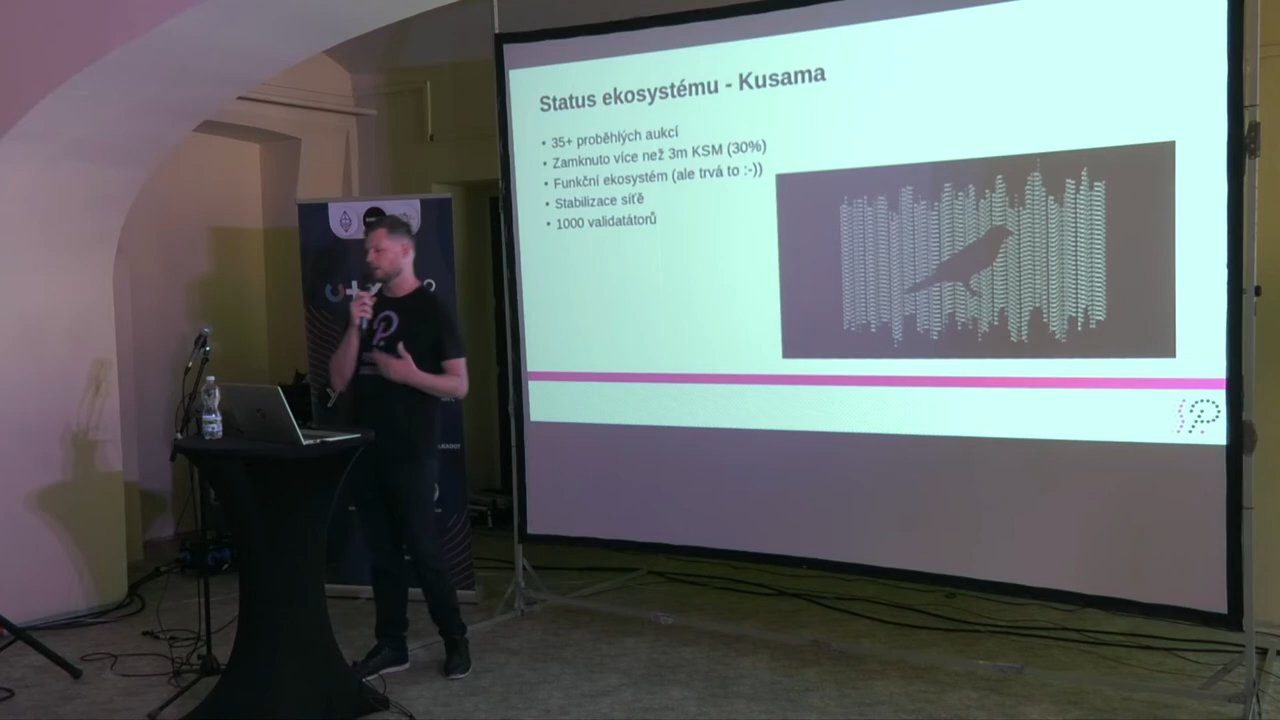 Status ekosystému - Kusama
• 35+ proběhlých aukcí
• Zamknuto více než 3m KSM (30%)
• Funkční ekosystém (ale trvá to :-))
• Stabilizace sítě
• 1000 validatátorů